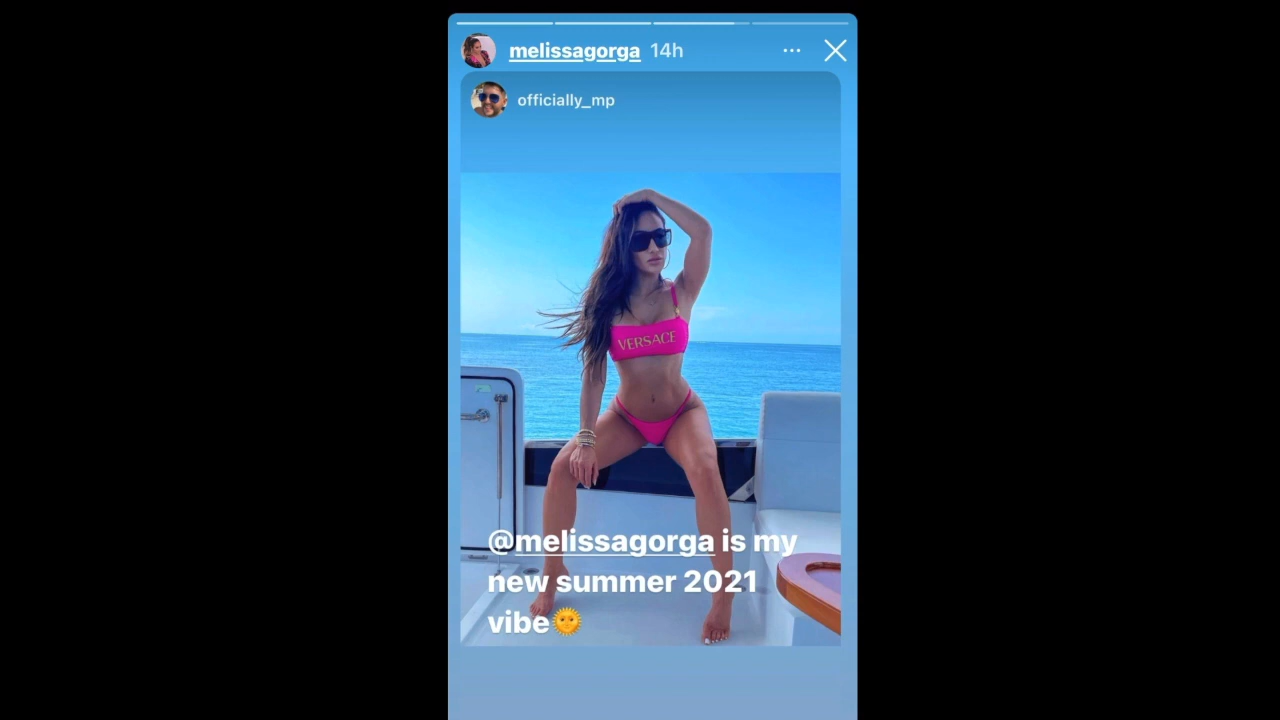 melissagorga 14h
officially_mp
VERSACE
@melissagorga is my
new summer 2021
vibe🌞